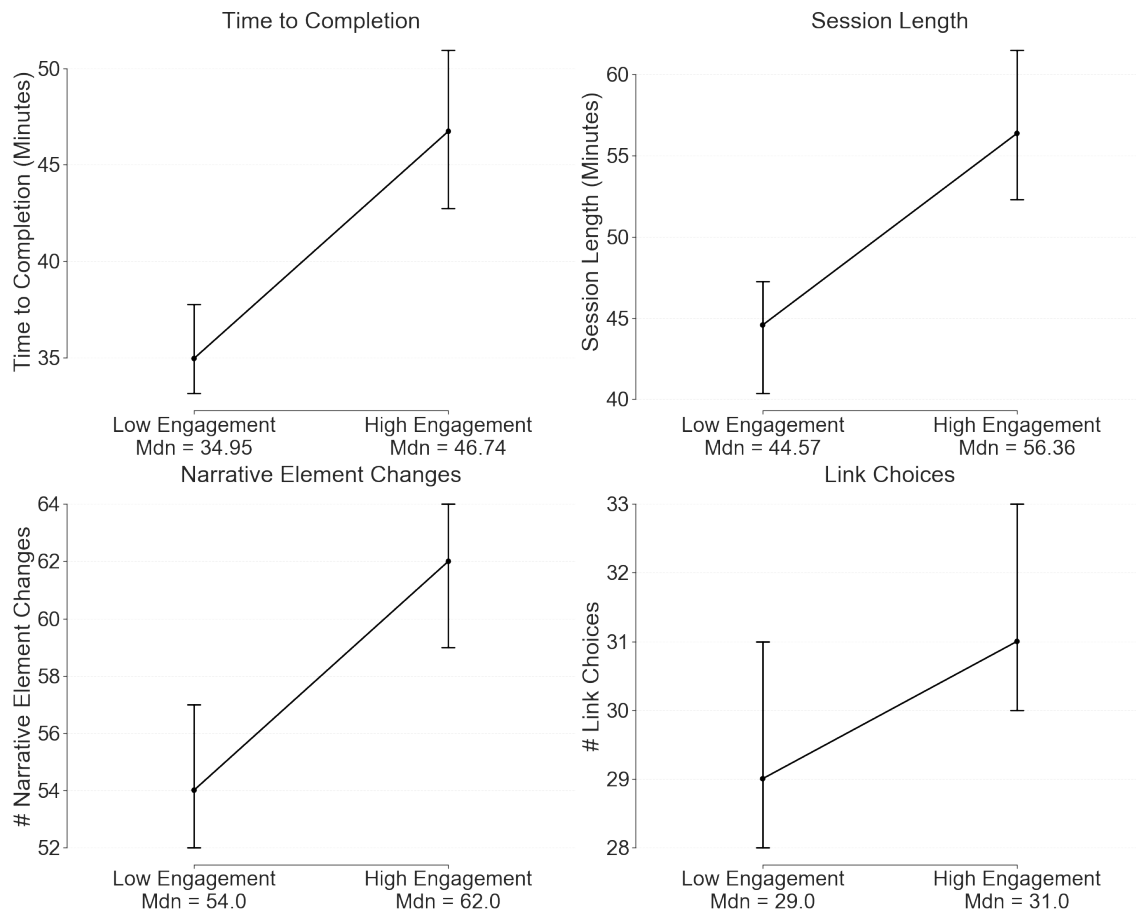 Time to Completion
Time to Completion (Minutes)
50
45
40
35
Low Engagement
Mdn = 34.95
High Engagement
Mdn = 46.74
Session Length
Session Length (Minutes)
60
55
50
45
40
Low Engagement
Mdn = 44.57
High Engagement
Mdn = 56.36
Narrative Element Changes
# Narrative Element Changes
64
62
60
58
56
54
52
Low Engagement
Mdn = 54.0
High Engagement
Mdn = 62.0
Link Choices
# Link Choices
33
32
31
30
29
28
Low Engagement
Mdn = 29.0
High Engagement
Mdn = 31.0